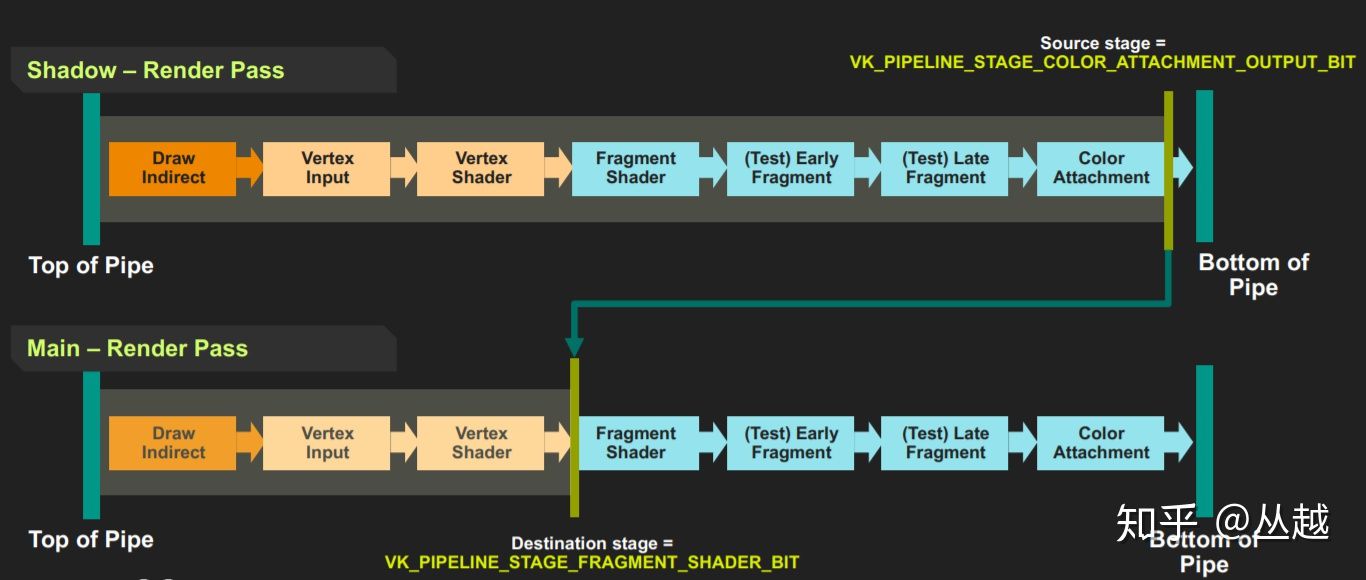 Source stage =
VK_PIPELINE_STAGE_COLOR_ATTACHMENT_OUTPUT_BIT
Shadow – Render Pass
Draw
Indirect
Vertex
Input
Vertex
Shader
Fragment
Shader
(Test) Early
Fragment
(Test) Late
Fragment
Color
Attachment
Top of Pipe
Bottom of
Pipe
Main – Render Pass
Draw
Indirect
Vertex
Input
Vertex
Shader
Fragment
Shader
(Test) Early
Fragment
(Test) Late
Fragment
Color
Attachment
Top of Pipe
Bottom of
Pipe
Destination stage =
VK_PIPELINE_STAGE_FRAGMENT_SHADER_BIT
知乎 @丛越